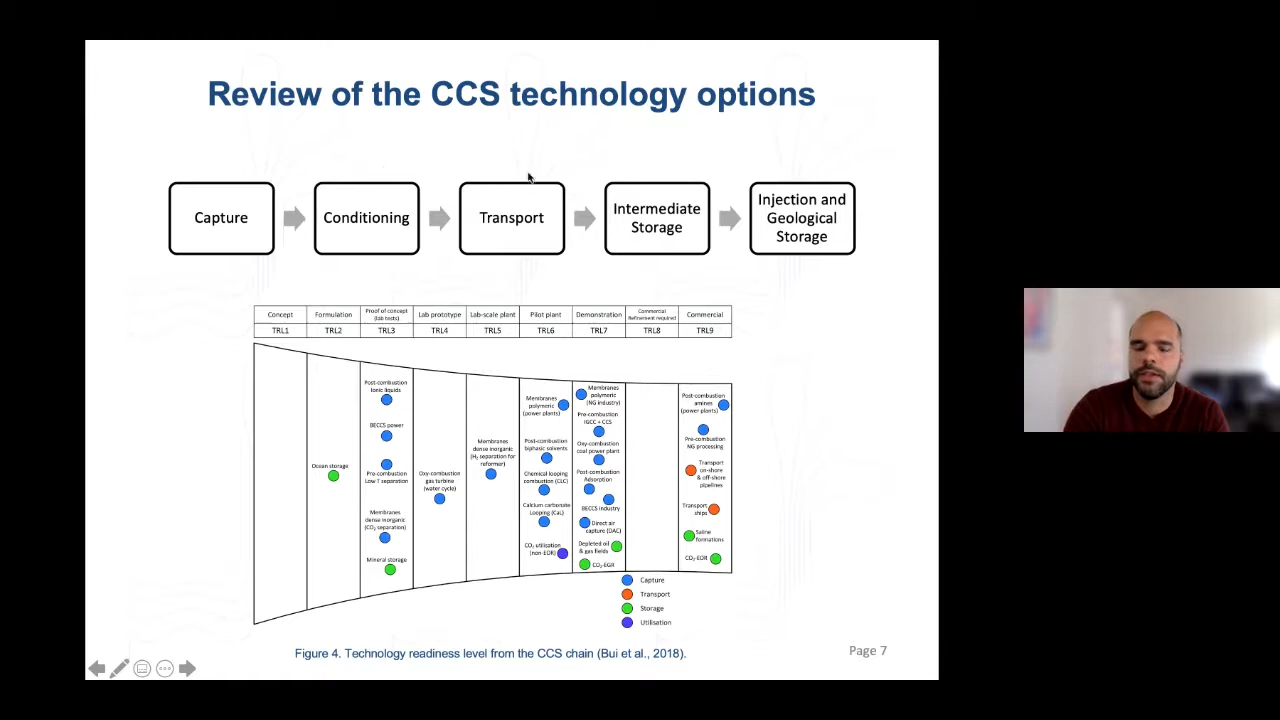 Review of the CCS technology options
Capture
Conditioning
Transport
Intermediate
Storage
Injection and
Geological
Storage
Concept
Formulation
Proof of concept
(lab tests)
Lab prototype
Lab-scale plant
Pilot plant
Demonstration
Commercial
Refinement required
Commercial
TRL1
TRL2
TRL3
TRL4
TRL5
TRL6
TRL7
TRL8
TRL9
Ocean storage
Post-combustion
Ionic liquids
BECCS power
Pre-combustion
Low T separation
Membranes
dense inorganic
(CO₂ separation)
Mineral storage
Oxy-combustion
gas turbine
(water cycle)
Membranes
dense inorganic
(H₂ separation for
reformer)
Membranes
polymeric
(power plants)
Post-combustion
biphasic solvents
Chemical looping
combustion (CLC)
Calcium carbonate
Looping (CaL)
CO₂ utilisation
(non-EOR)
Membranes
polymeric
(NG industry)
Pre-combustion
IGCC + CCS
Oxy-combustion
coal power plant
Post-combustion
Adsorption
BECCS industry
Direct air
capture (DAC)
Depleted oil
& gas fields
CO₂-EGR
Post-combustion
amines
(power plants)
Pre-combustion
NG processing
Transport
on-shore
& off-shore
pipelines
Transport
ships
Saline
formations
CO₂-EOR
Capture
Transport
Storage
Utilisation
Figure 4. Technology readiness level from the CCS chain (Bui et al., 2018).
Page 7